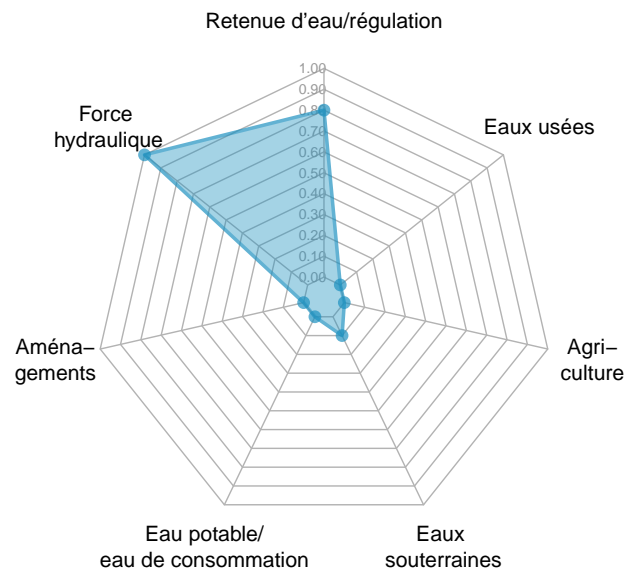 Retenue d’eau/régulation
Eaux usées
Agri–
culture
Eaux
souterraines
Eau potable/
eau de consommation
Aména–
gements
Force
hydraulique
1.00
0.90
0.80
0.70
0.60
0.50
0.40
0.30
0.20
0.10
0.00